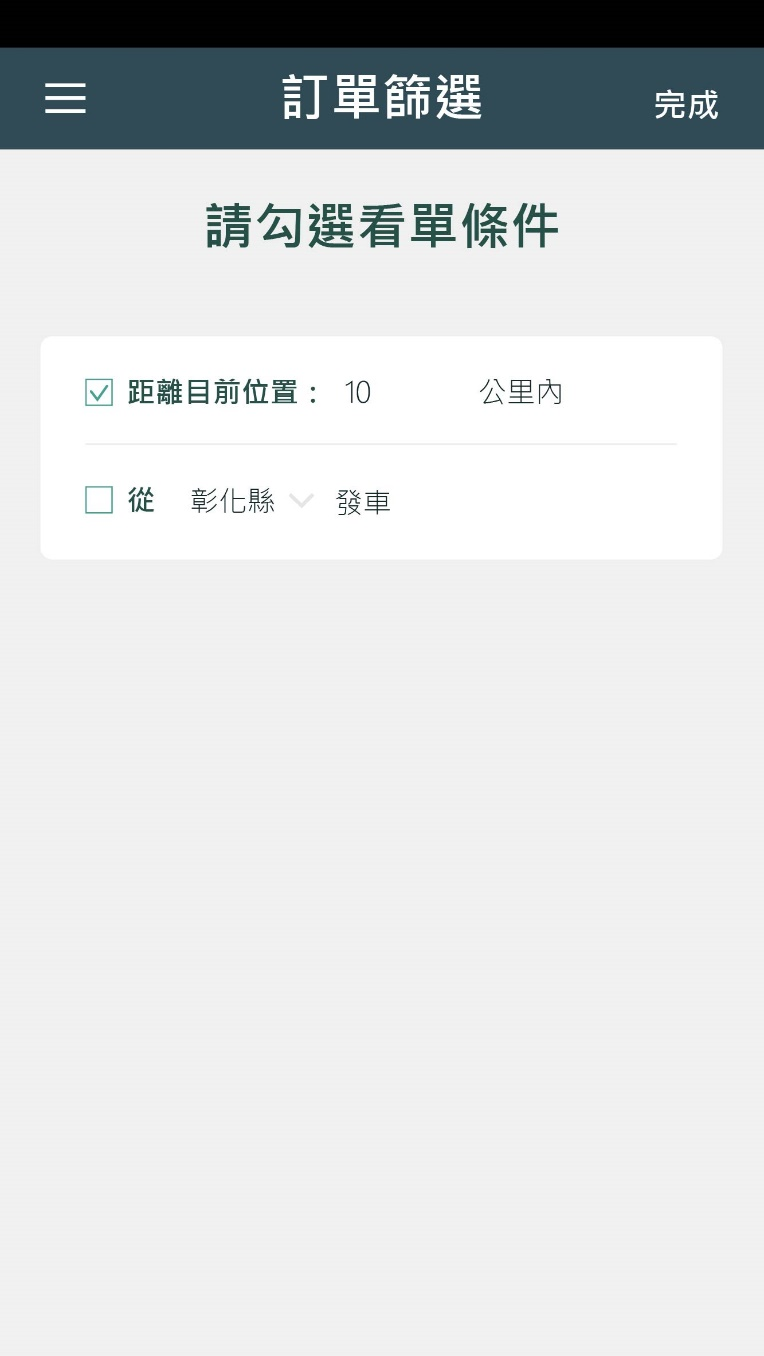 訂單篩選
完成
請勾選看單條件
距離目前位置： 10 公里內
從 彰化縣 發車